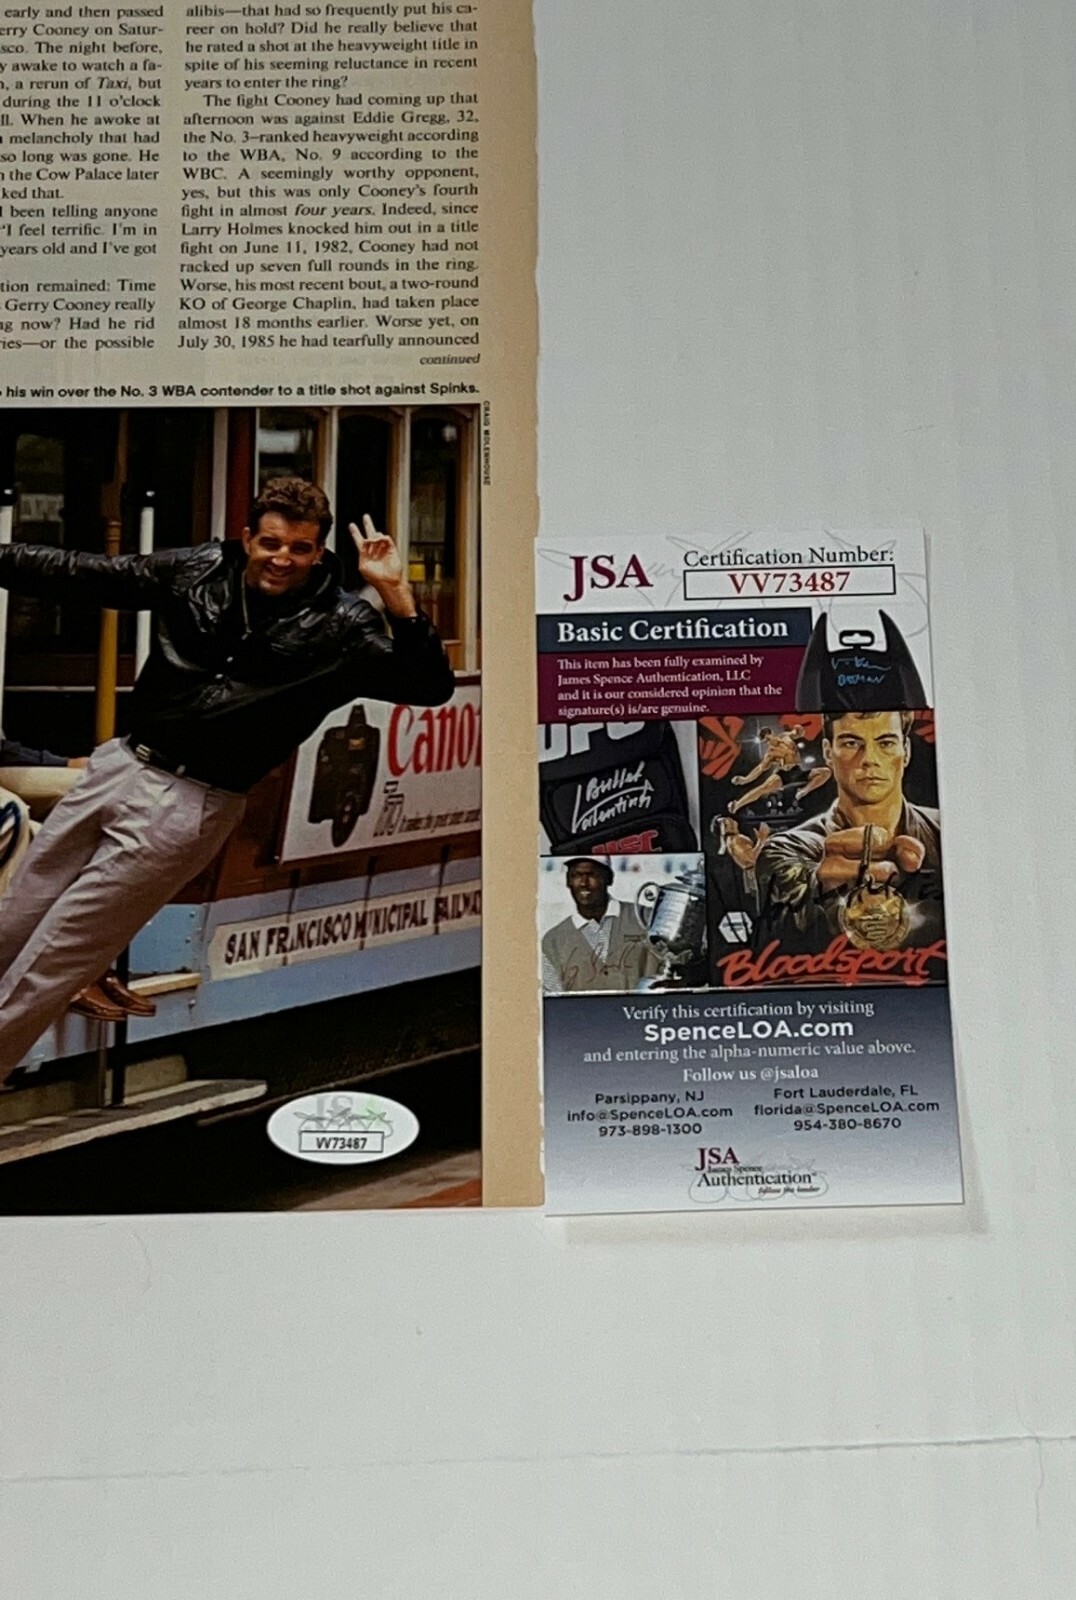 early and then passed
erry Cooney on Satur-
sco. The night before,
y awake to watch a fa-
n, a rerun of Taxi, but
during the 11 o'clock
ll. When he awoke at
melancholy that had
so long was gone. He
n the Cow Palace later
ked that.
been telling anyone
"I feel terrific. I'm in
years old and I've got
tion remained: Time
Gerry Cooney really
ng now? Had he rid
ries—or the possible
alibis—that had so frequently put his ca-
reer on hold? Did he really believe that
he rated a shot at the heavyweight title in
spite of his seeming reluctance in recent
years to enter the ring?
The fight Cooney had coming up that
afternoon was against Eddie Gregg, 32,
the No. 3–ranked heavyweight according
to the WBA, No. 9 according to the
WBC. A seemingly worthy opponent,
yes, but this was only Cooney's fourth
fight in almost four years. Indeed, since
Larry Holmes knocked him out in a title
fight on June 11, 1982, Cooney had not
racked up seven full rounds in the ring.
Worse, his most recent bout, a two-round
KO of George Chaplin, had taken place
almost 18 months earlier. Worse yet, on
July 30, 1985 he had tearfully announced
continued
his win over the No. 3 WBA contender to a title shot against Spinks.
Canon
T70
SAN FRANCISCO MUNICIPAL RAILWA
JSA
VV73487
JSA
Certification Number:
VV73487
Basic Certification
This item has been fully examined by
James Spence Authentication, LLC
and it is our considered opinion that the
signature(s) is/are genuine.
UFC
Bullet
Valentina
UFC
Bloodsport
Verify this certification by visiting
SpenceLOA.com
and entering the alpha-numeric value above.
Follow us @jsaloa
Parsippany, NJ
info@SpenceLOA.com
973-898-1300
Fort Lauderdale, FL
florida@SpenceLOA.com
954-380-8670
JSA
James Spence
Authentication
follow the leader